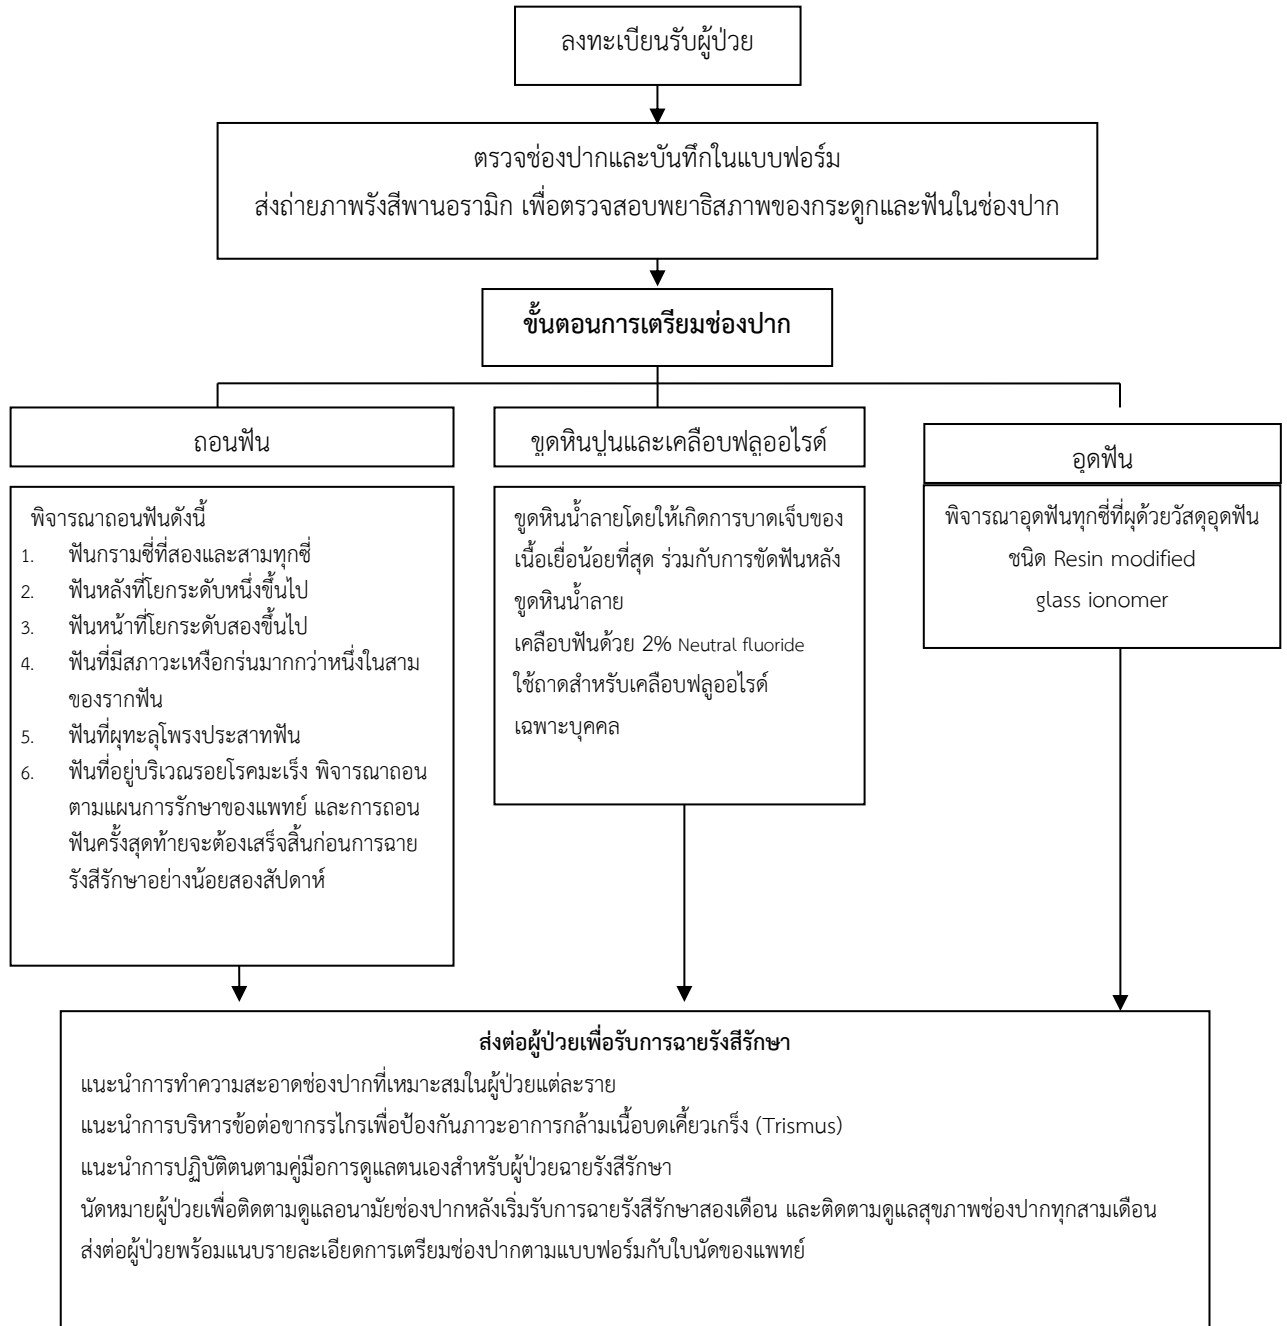 ลงทะเบียนรับผู้ป่วย
ตรวจช่องปากและบันทึกในแบบฟอร์ม
ส่งถ่ายภาพรังสีพานอรามิก เพื่อตรวจสอบพยาธิสภาพของกระดูกและฟันในช่องปาก
ขั้นตอนการเตรียมช่องปาก
ถอนฟัน
พิจารณาถอนฟันดังนี้
1. ฟันกรามซี่ที่สองและสามทุกซี่
2. ฟันหลังที่โยกระดับหนึ่งขึ้นไป
3. ฟันหน้าที่โยกระดับสองขึ้นไป
4. ฟันที่มีสภาวะเหงือกร่นมากกว่าหนึ่งในสาม
ของรากฟัน
5. ฟันที่ผุทะลุโพรงประสาทฟัน
6. ฟันที่อยู่บริเวณรอยโรคมะเร็ง พิจารณาถอน
ตามแผนการรักษาของแพทย์ และการถอน
ฟันครั้งสุดท้ายจะต้องเสร็จสิ้นก่อนการฉาย
รังสีรักษาอย่างน้อยสองสัปดาห์
ขูดหินปูนและเคลือบฟลูออไรด์
ขูดหินน้ำลายโดยให้เกิดการบาดเจ็บของ
เนื้อเยื่อน้อยที่สุด ร่วมกับการขัดฟันหลัง
ขูดหินน้ำลาย
เคลือบฟันด้วย 2% Neutral fluoride
ใช้ถาดสำหรับเคลือบฟลูออไรด์
เฉพาะบุคคล
อุดฟัน
พิจารณาอุดฟันทุกซี่ที่ผุด้วยวัสดุอุดฟัน
ชนิด Resin modified
glass ionomer
ส่งต่อผู้ป่วยเพื่อรับการฉายรังสีรักษา
แนะนำการทำความสะอาดช่องปากที่เหมาะสมในผู้ป่วยแต่ละราย
แนะนำการบริหารข้อต่อขากรรไกรเพื่อป้องกันภาวะอาการกล้ามเนื้อบดเคี้ยวเกร็ง (Trismus)
แนะนำการปฏิบัติตนตามคู่มือการดูแลตนเองสำหรับผู้ป่วยฉายรังสีรักษา
นัดหมายผู้ป่วยเพื่อติดตามดูแลอนามัยช่องปากหลังเริ่มรับการฉายรังสีรักษาสองเดือน และติดตามดูแลสุขภาพช่องปากทุกสามเดือน
ส่งต่อผู้ป่วยพร้อมแนบรายละเอียดการเตรียมช่องปากตามแบบฟอร์มกับใบนัดของแพทย์